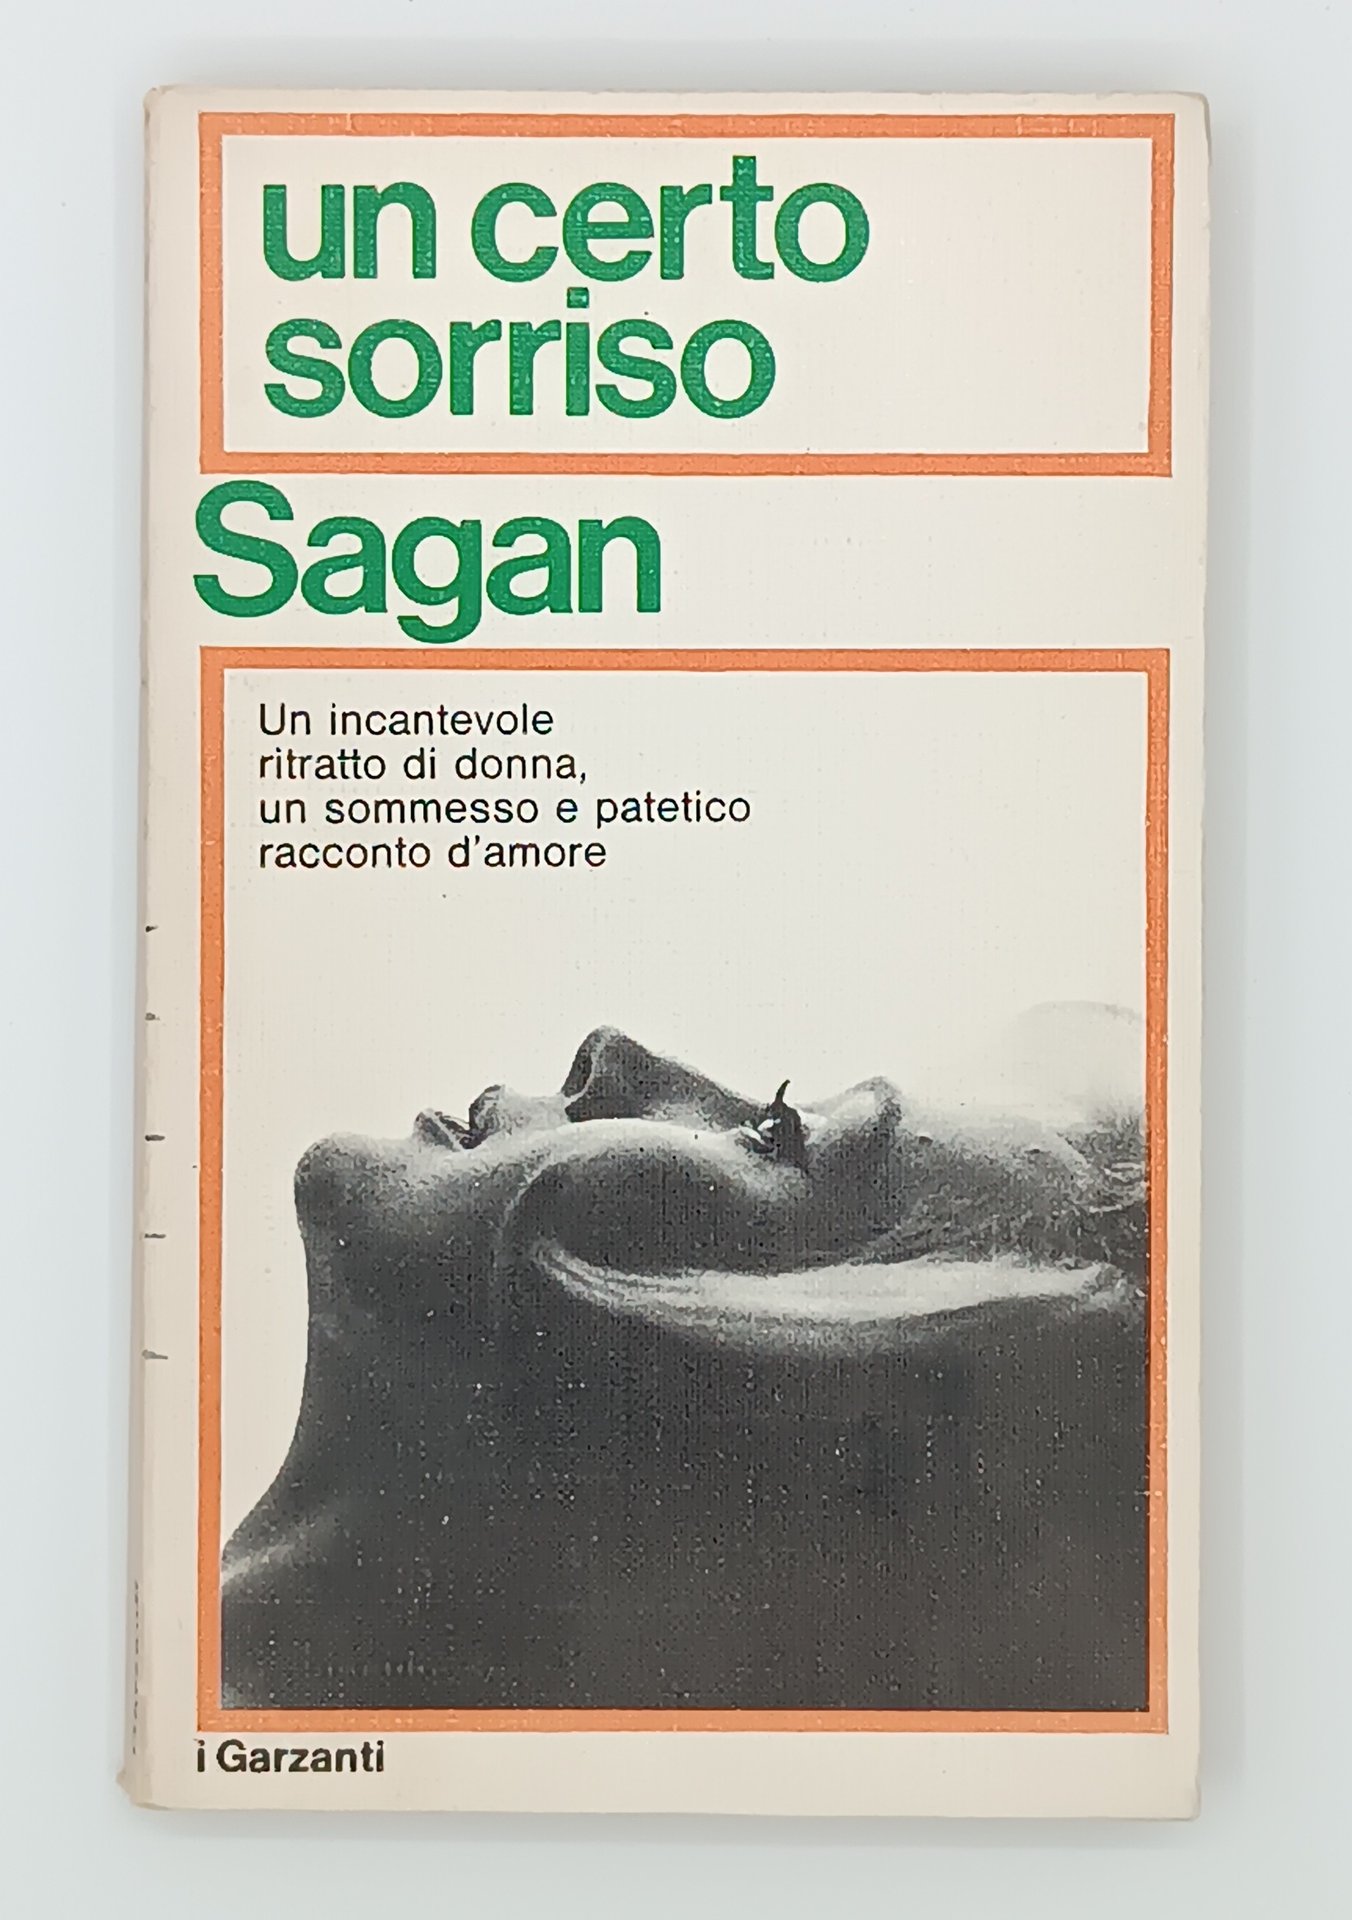 un certo
sorriso
Sagan
Un incantevole
ritratto di donna,
un sommesso e patetico
racconto d'amore
i Garzanti